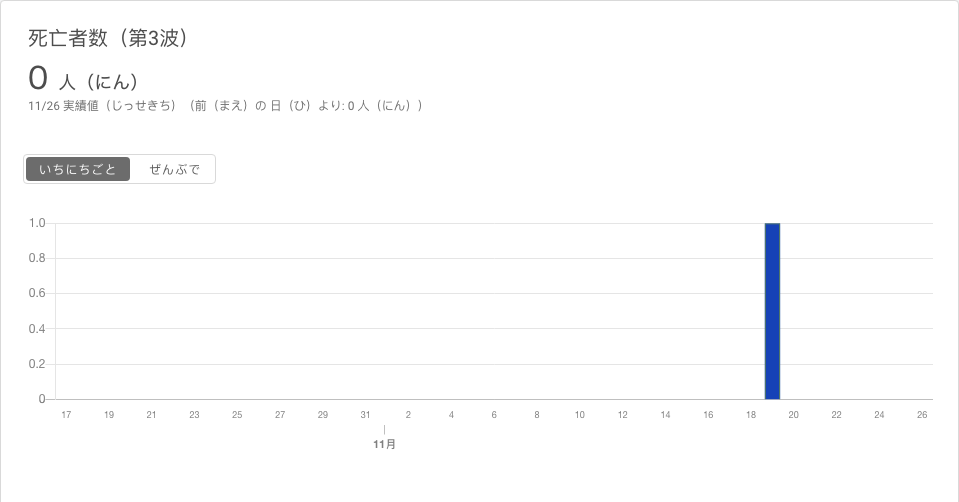 死亡者数（第3波）
0 人（にん）
11/26 実績値（じっせきち）（前（まえ）の 日（ひ）より: 0 人（にん））
いちにちごと ぜんぶで
1.0
0.8
0.6
0.4
0.2
0
17 19 21 23 25 27 29 31 2 4 6 8 10 12 14 16 18 20 22 24 26
11月